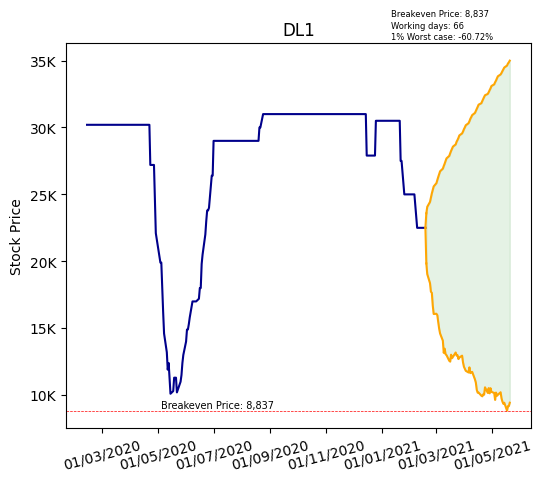 Breakeven Price: 8,837
Working days: 66
1% Worst case: -60.72%
DL1
Stock Price
35K
30K
25K
20K
15K
10K
Breakeven Price: 8,837
01/03/2020
01/05/2020
01/07/2020
01/09/2020
01/11/2020
01/01/2021
01/03/2021
01/05/2021